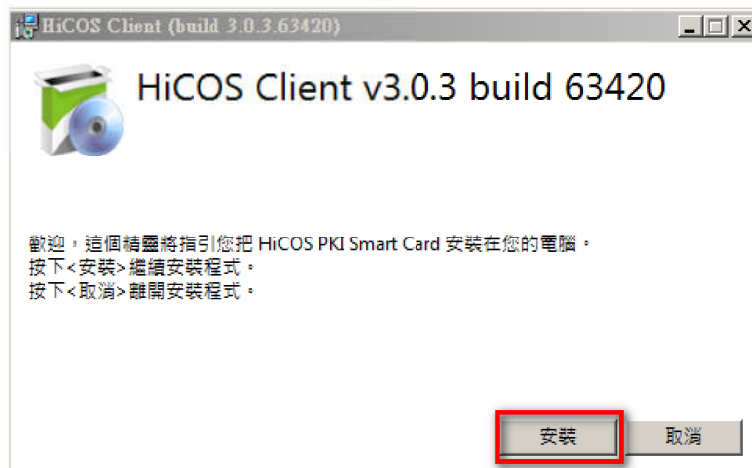 HiCOS Client (build 3.0.3.63420)
HiCOS Client v3.0.3 build 63420
歡迎，這個精靈將指引您把 HiCOS PKI Smart Card 安裝在您的電腦。
按下<安裝>繼續安裝程式。
按下<取消>離開安裝程式。
安裝 取消